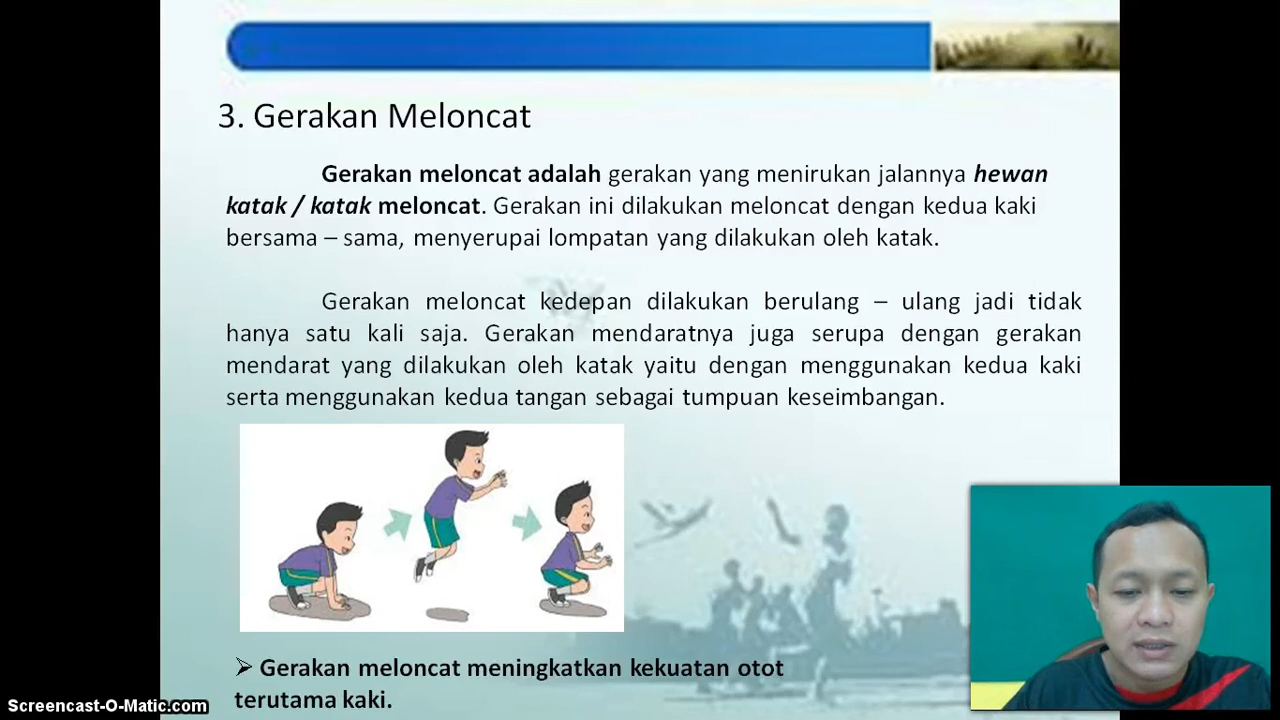 3. Gerakan Meloncat
Gerakan meloncat adalah gerakan yang menirukan jalannya hewan
katak / katak meloncat. Gerakan ini dilakukan meloncat dengan kedua kaki
bersama – sama, menyerupai lompatan yang dilakukan oleh katak.
Gerakan meloncat kedepan dilakukan berulang – ulang jadi tidak
hanya satu kali saja. Gerakan mendaratnya juga serupa dengan gerakan
mendarat yang dilakukan oleh katak yaitu dengan menggunakan kedua kaki
serta menggunakan kedua tangan sebagai tumpuan keseimbangan.
➢ Gerakan meloncat meningkatkan kekuatan otot
terutama kaki.
Screencast-O-Matic.com